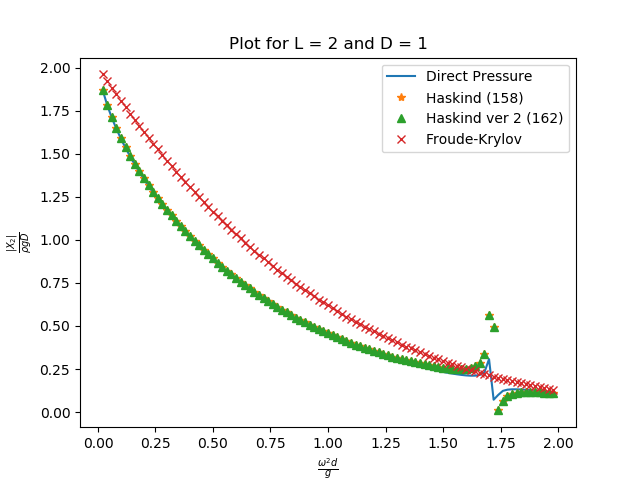 Plot for L = 2 and D = 1
Direct Pressure
Haskind (158)
Haskind ver 2 (162)
Froude-Krylov
2.00
1.75
1.50
1.25
1.00
0.75
0.50
0.25
0.00
|X₂|
ρgD
0.00 0.25 0.50 0.75 1.00 1.25 1.50 1.75 2.00
ω²d
g